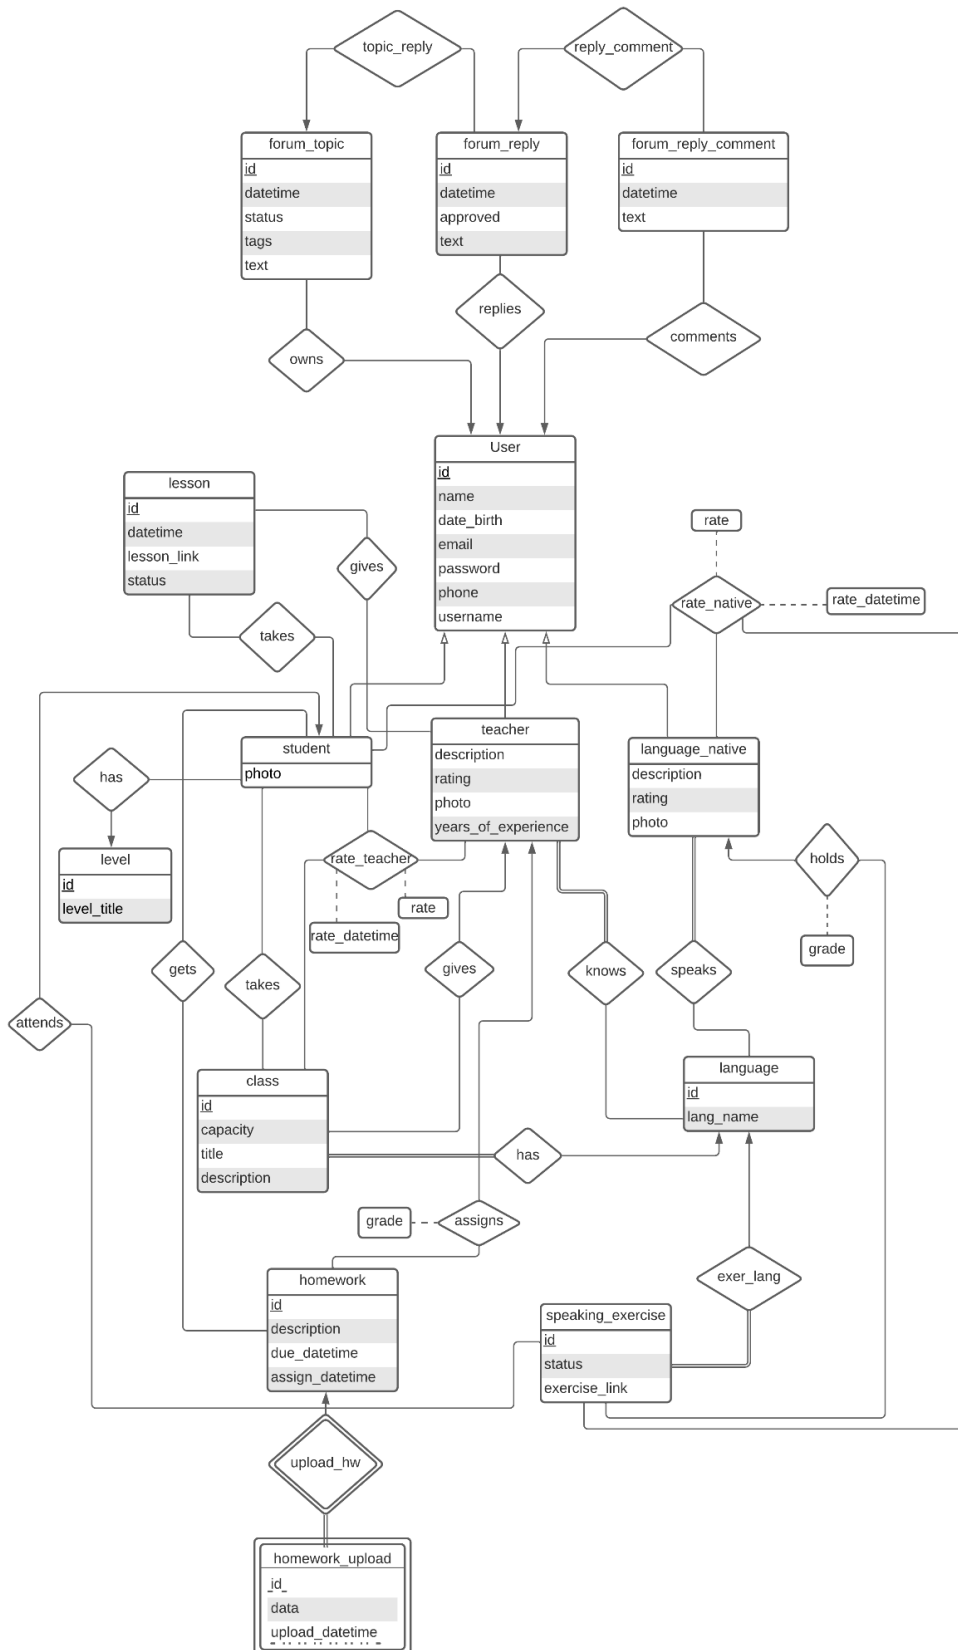 topic_reply
reply_comment
forum_topic
id
datetime
status
tags
text
forum_reply
id
datetime
approved
text
forum_reply_comment
id
datetime
text
replies
comments
owns
User
id
name
date_birth
email
password
phone
username
lesson
id
datetime
lesson_link
status
gives
takes
rate
rate_native
rate_datetime
student
photo
teacher
description
rating
photo
years_of_experience
language_native
description
rating
photo
has
level
id
level_title
rate_teacher
rate
rate_datetime
holds
grade
gets
takes
gives
knows
speaks
attends
class
id
capacity
title
description
language
id
lang_name
has
grade
assigns
exer_lang
homework
id
description
due_datetime
assign_datetime
speaking_exercise
id
status
exercise_link
upload_hw
homework_upload
id
data
upload_datetime